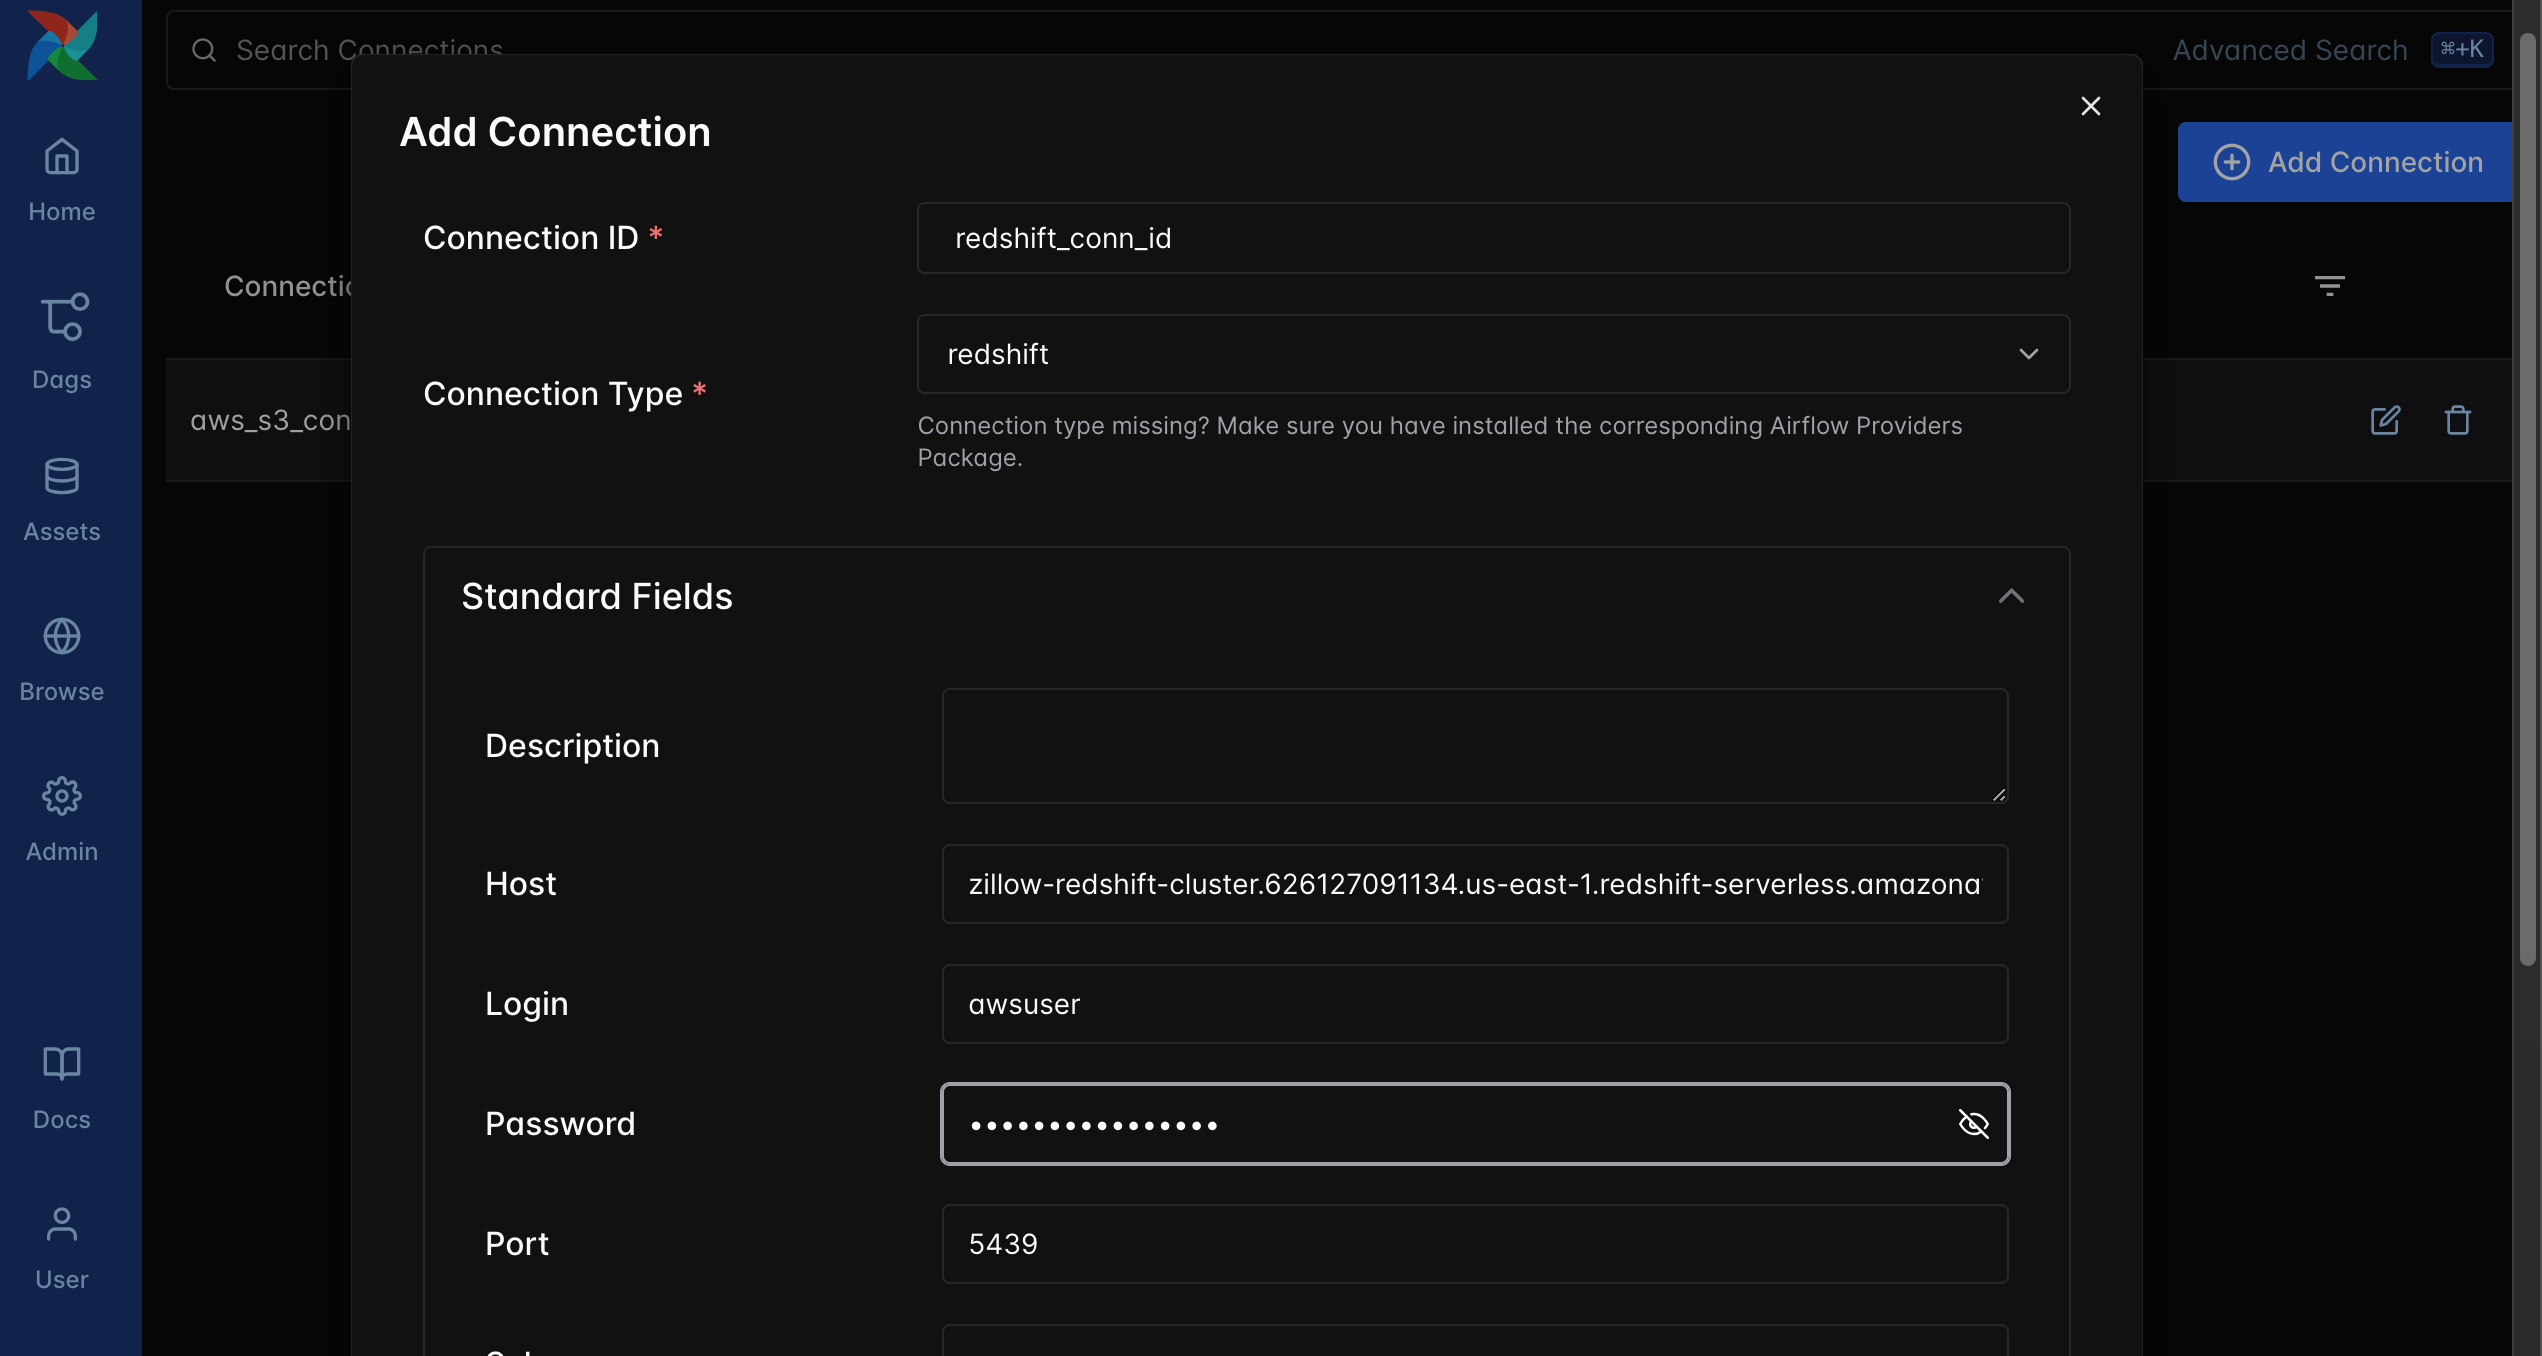 Search Connections
Advanced Search
⌘+K
Add Connection
Add Connection
Home
Connection ID *
redshift_conn_id
Dags
Connection Type *
redshift
Connection type missing? Make sure you have installed the corresponding Airflow Providers
Package.
aws_s3_con
Assets
Standard Fields
Browse
Description
Admin
Host
zillow-redshift-cluster.626127091134.us-east-1.redshift-serverless.amazona
Login
awsuser
Docs
Password
••••••••••••••••
Port
5439
User